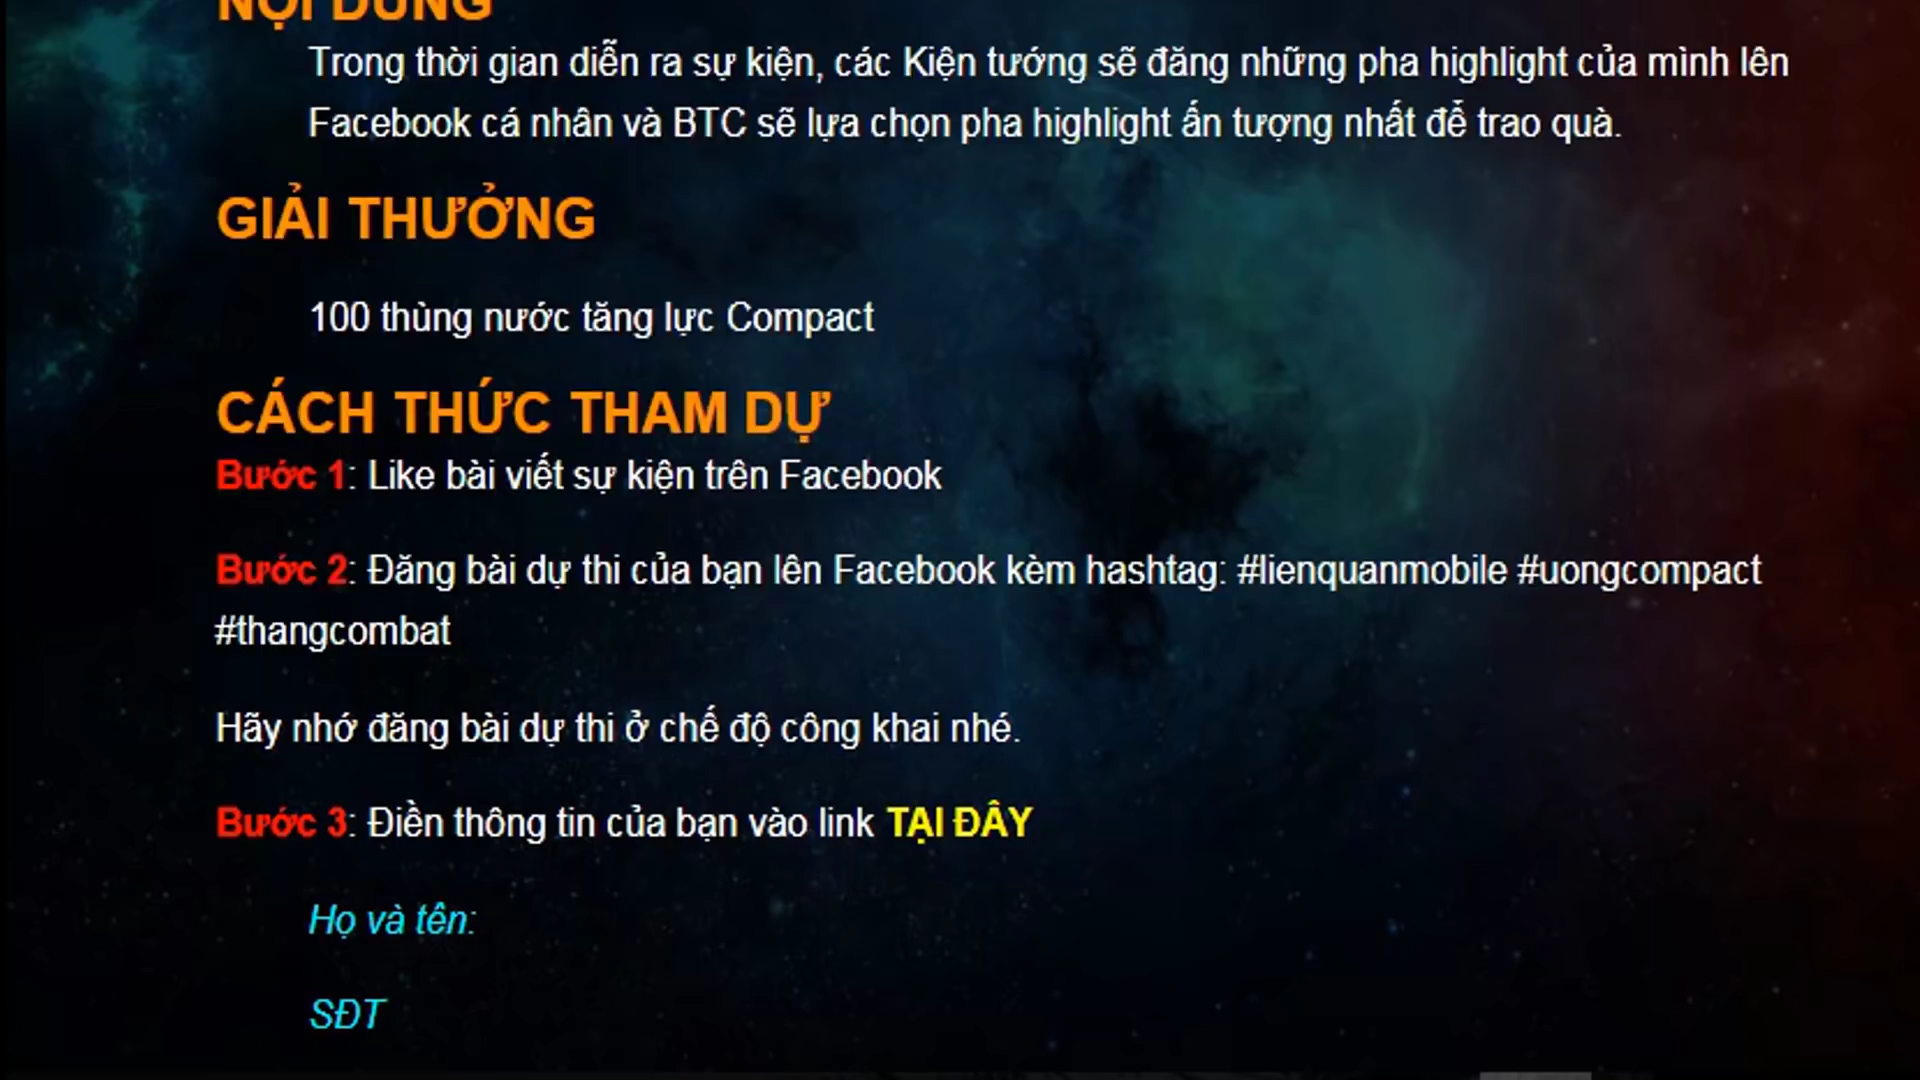 NỘI DUNG
Trong thời gian diễn ra sự kiện, các Kiện tướng sẽ đăng những pha highlight của mình lên
Facebook cá nhân và BTC sẽ lựa chọn pha highlight ấn tượng nhất để trao quà.
GIẢI THƯỞNG
100 thùng nước tăng lực Compact
CÁCH THỨC THAM DỰ
Bước 1: Like bài viết sự kiện trên Facebook
Bước 2: Đăng bài dự thi của bạn lên Facebook kèm hashtag: #lienquanmobile #uongcompact
#thangcombat
Hãy nhớ đăng bài dự thi ở chế độ công khai nhé.
Bước 3: Điền thông tin của bạn vào link TẠI ĐÂY
Họ và tên:
SĐT